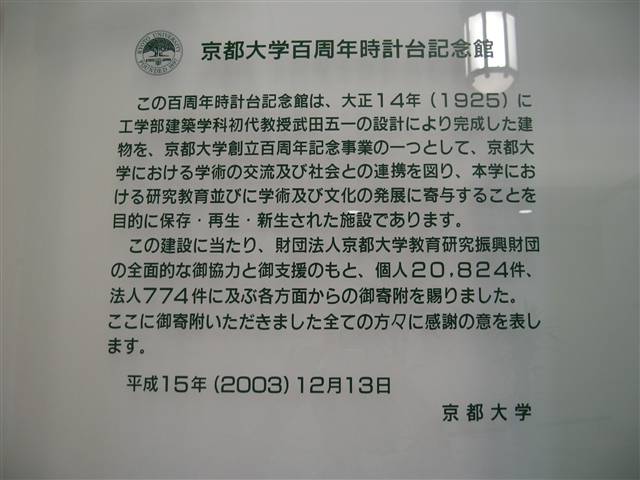 KYOTO UNIVERSITY
FOUNDED 1897
京都大学百周年時計台記念館
この百周年時計台記念館は、大正14年（1925）に
工学部建築学科初代教授武田五一の設計により完成した建
物を、京都大学創立百周年記念事業の一つとして、京都大
学における学術の交流及び社会との連携を図り、本学にお
ける研究教育並びに学術及び文化の発展に寄与することを
目的に保存・再生・新生された施設であります。
この建設に当たり、財団法人京都大学教育研究振興財団
の全面的な御協力と御支援のもと、個人20,824件、
法人774件に及ぶ各方面からの御寄附を賜りました。
ここに御寄附いただきました全ての方々に感謝の意を表し
ます。
平成15年（2003）12月13日
京都大学